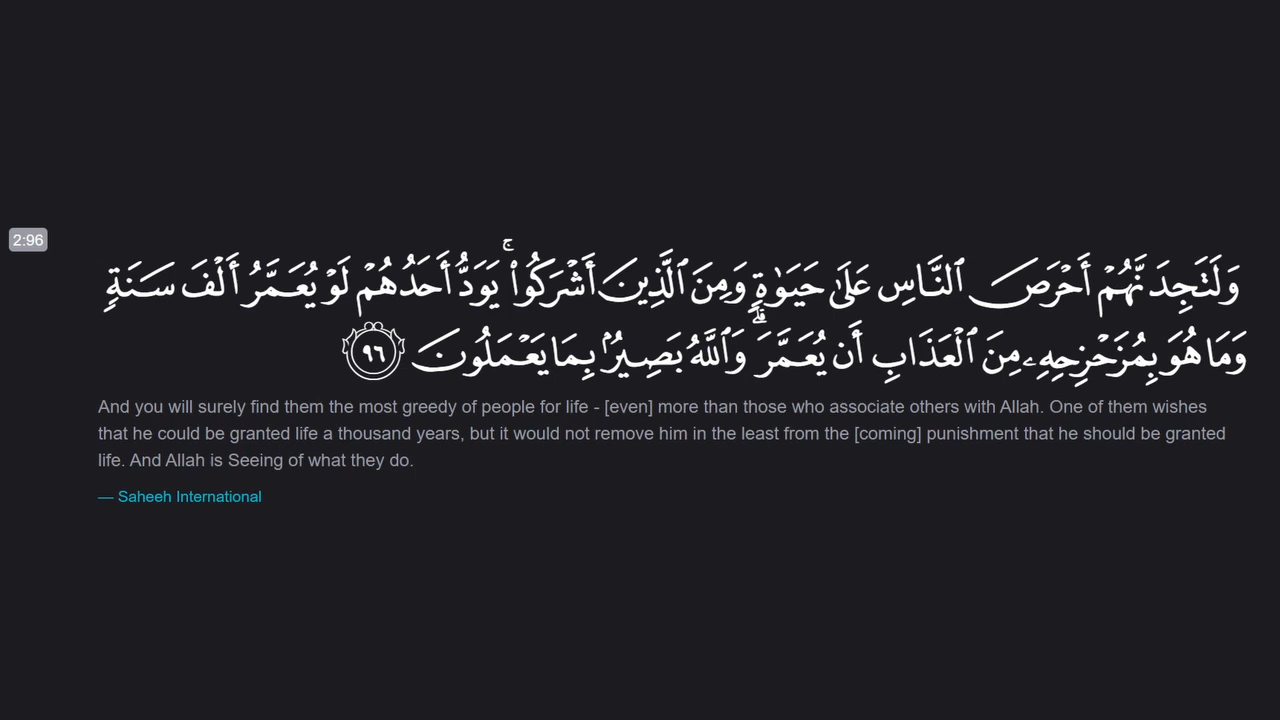 2:96
وَلَتَجِدَنَّهُمْ أَحْرَصَ ٱلنَّاسِ عَلَىٰ حَيَوٰةٍ وَمِنَ ٱلَّذِينَ أَشْرَكُوا۟ ۚ يَوَدُّ أَحَدُهُمْ لَوْ يُعَمَّرُ أَلْفَ سَنَةٍ
وَمَا هُوَ بِمُزَحْزِحِهِۦ مِنَ ٱلْعَذَابِ أَن يُعَمَّرَ ۗ وَٱللَّهُ بَصِيرٌۢ بِمَا يَعْمَلُونَ ٩٦
And you will surely find them the most greedy of people for life - [even] more than those who associate others with Allah. One of them wishes
that he could be granted life a thousand years, but it would not remove him in the least from the [coming] punishment that he should be granted
life. And Allah is Seeing of what they do.
— Saheeh International